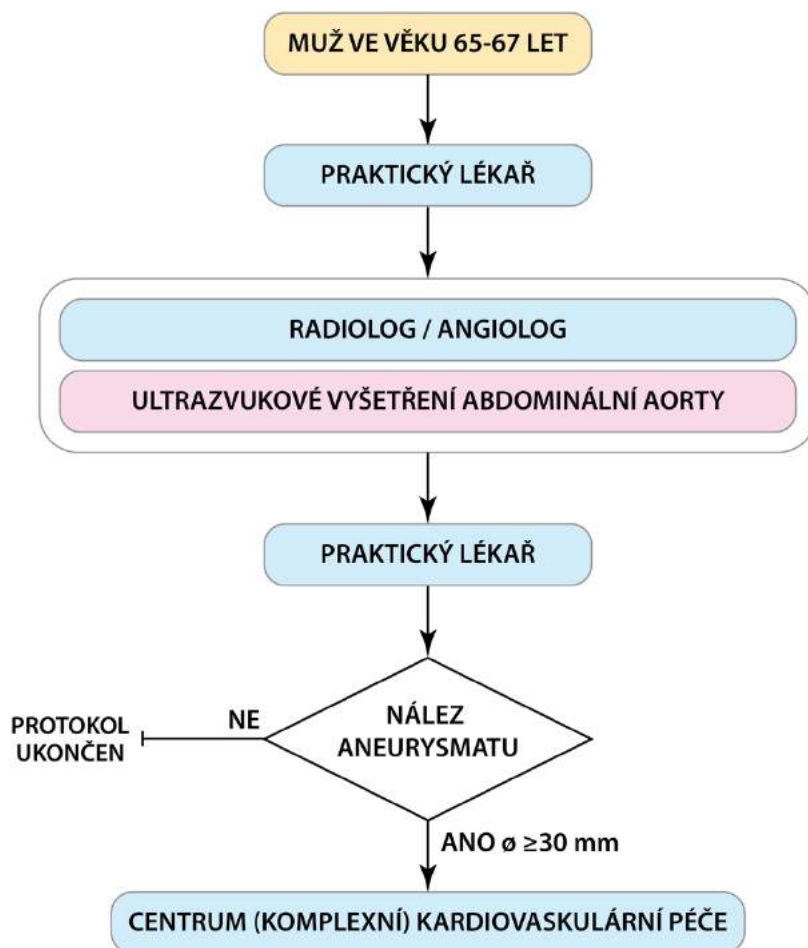 MUŽ VE VĚKU 65-67 LET
PRAKTICKÝ LÉKAŘ
RADIOLOG / ANGIOLOG
ULTRAZVUKOVÉ VYŠETŘENÍ ABDOMINÁLNÍ AORTY
PRAKTICKÝ LÉKAŘ
NÁLEZ
ANEURYSMATU
NE
PROTOKOL
UKONČEN
ANO ø ≥30 mm
CENTRUM (KOMPLEXNÍ) KARDIOVASKULÁRNÍ PÉČE